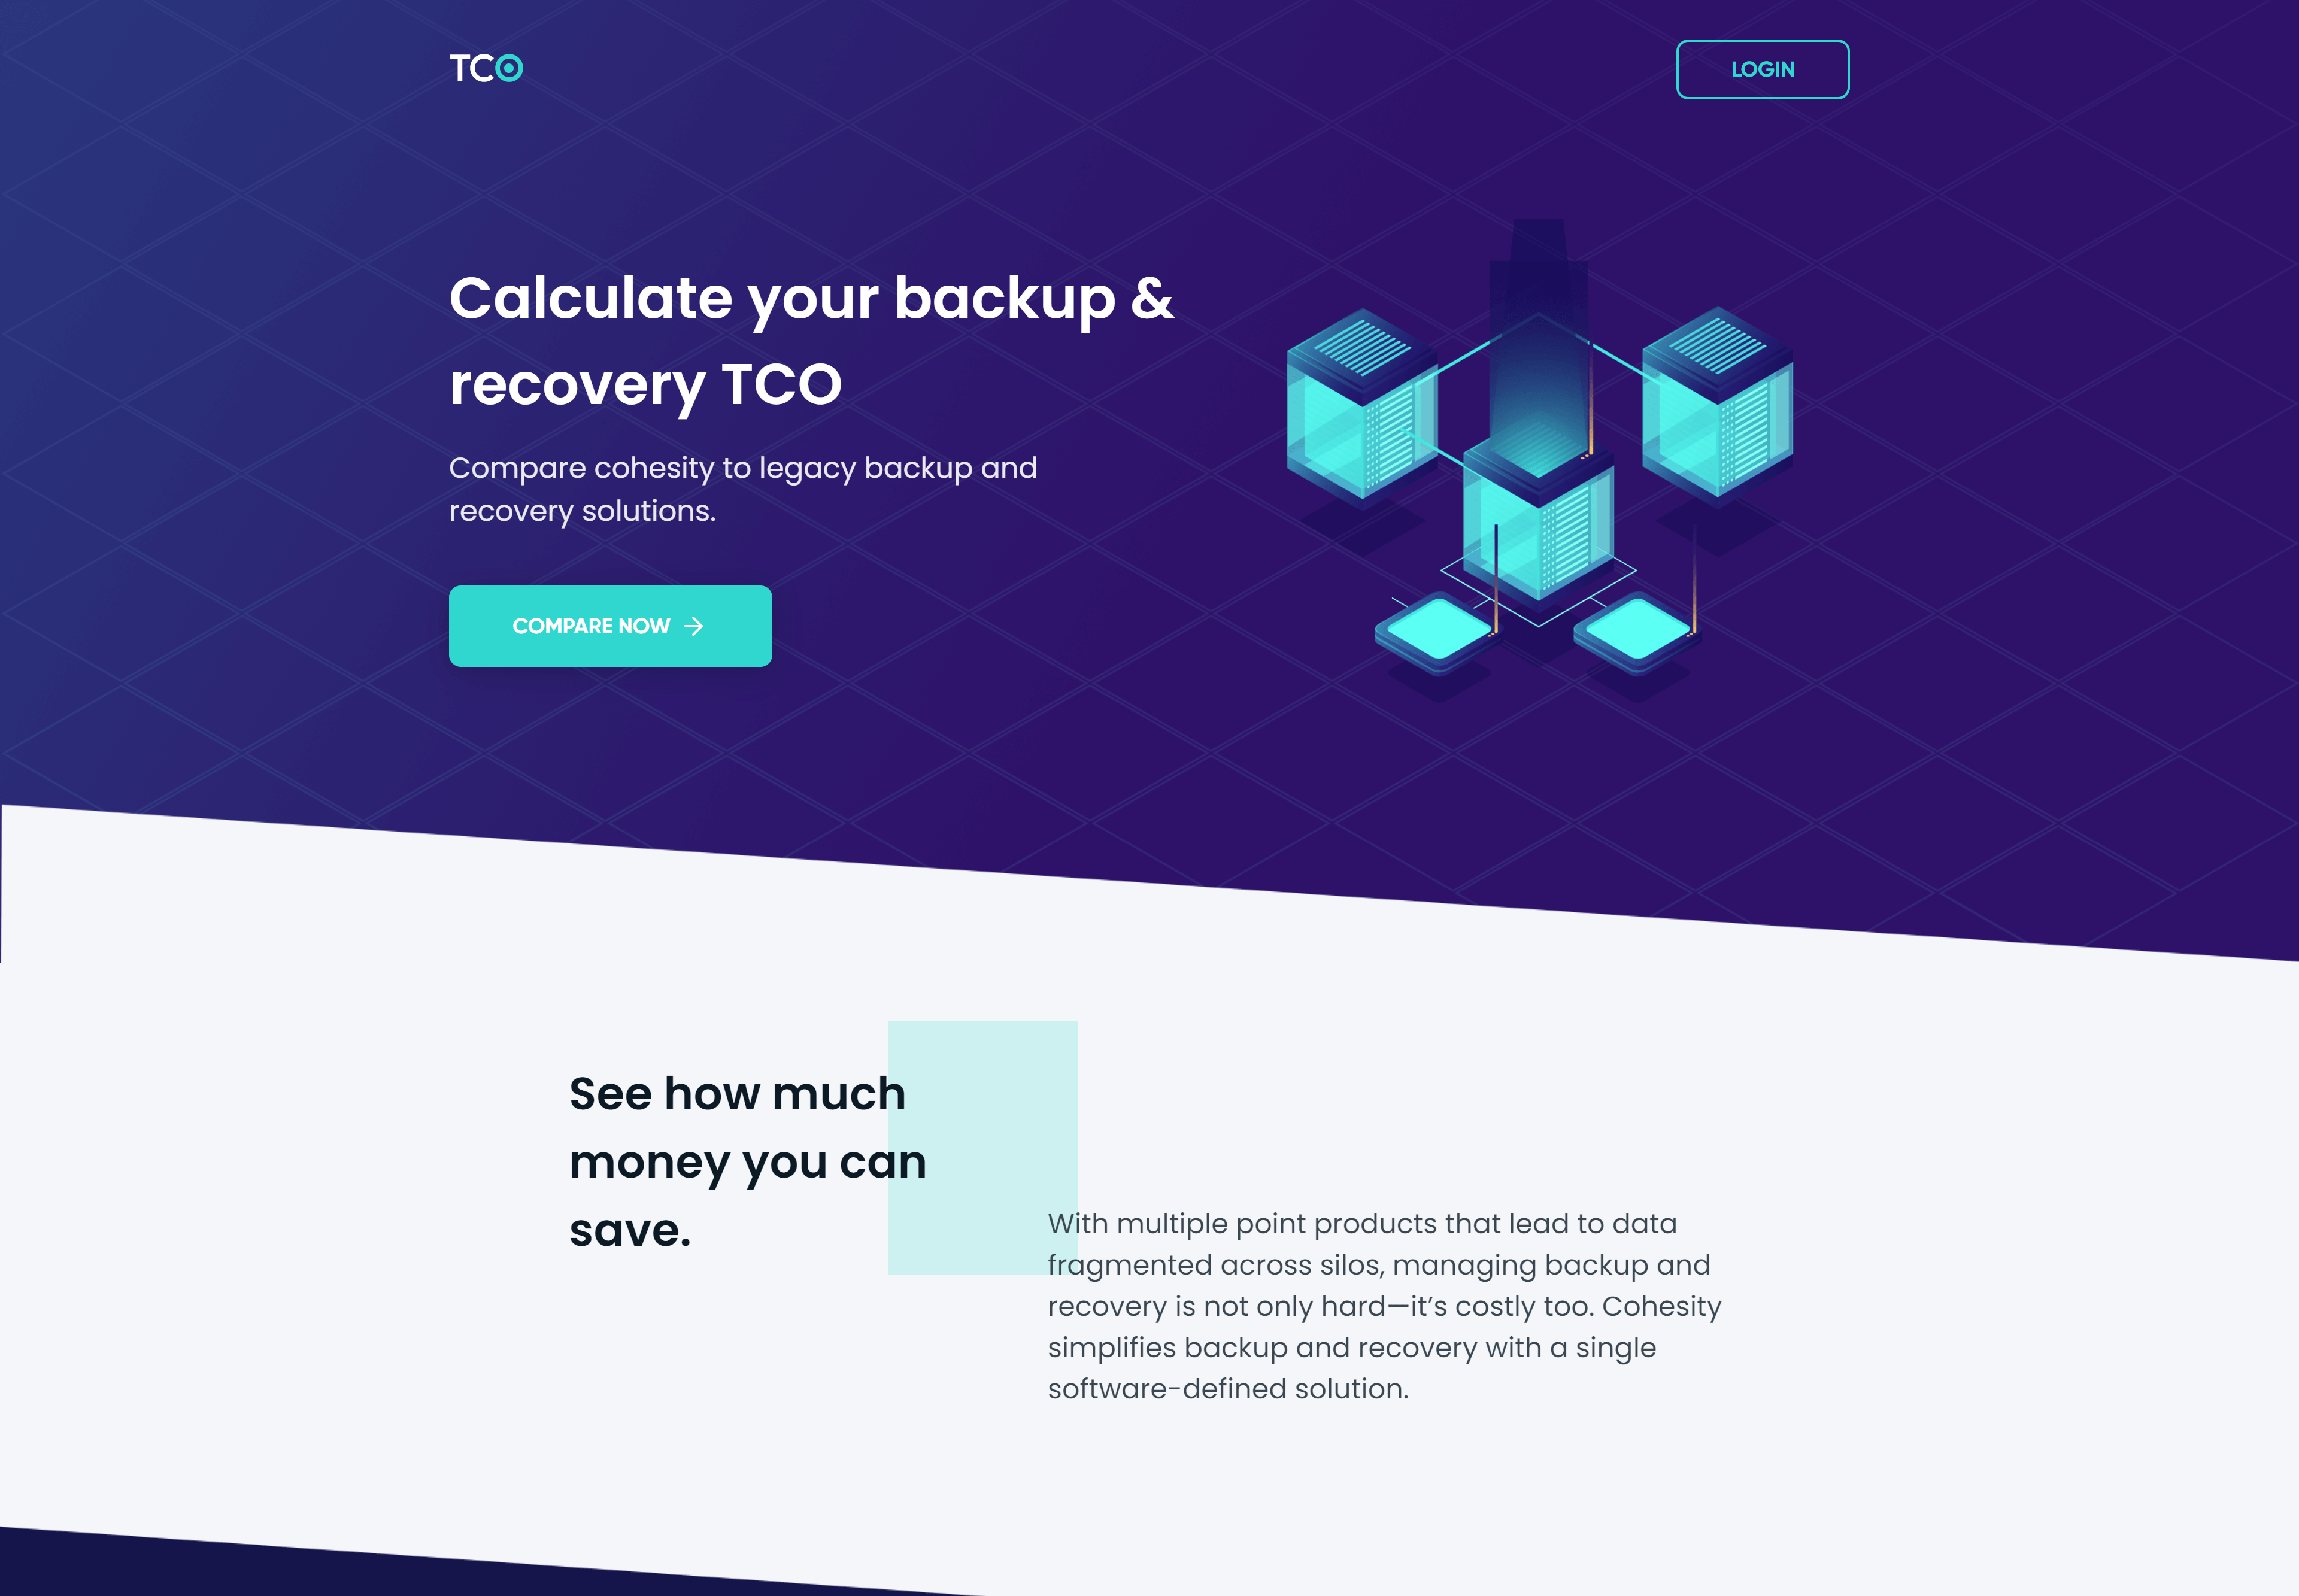 TCO
LOGIN
Calculate your backup &
recovery TCO
Compare cohesity to legacy backup and
recovery solutions.
COMPARE NOW →
See how much
money you can
save.
With multiple point products that lead to data
fragmented across silos, managing backup and
recovery is not only hard—it’s costly too. Cohesity
simplifies backup and recovery with a single
software-defined solution.